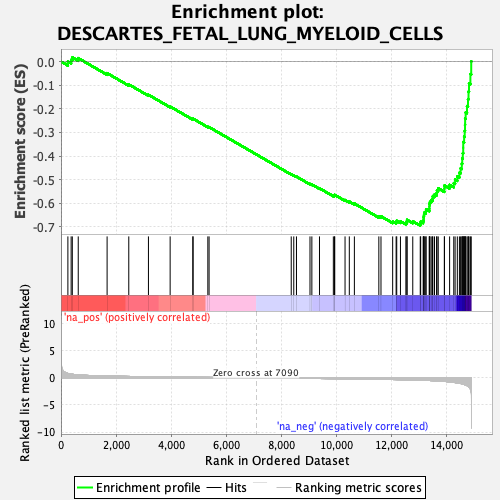 Enrichment plot:
DESCARTES_FETAL_LUNG_MYELOID_CELLS
Enrichment score (ES)
0.0
-0.1
-0.2
-0.3
-0.4
-0.5
-0.6
-0.7
'na_pos' (positively correlated)
Ranked list metric (PreRanked)
10
5
0
-5
-10
Zero cross at 7090
'na_neg' (negatively correlated)
0 2,000 4,000 6,000 8,000 10,000 12,000 14,000
Rank in Ordered Dataset
Enrichment profile Hits Ranking metric scores